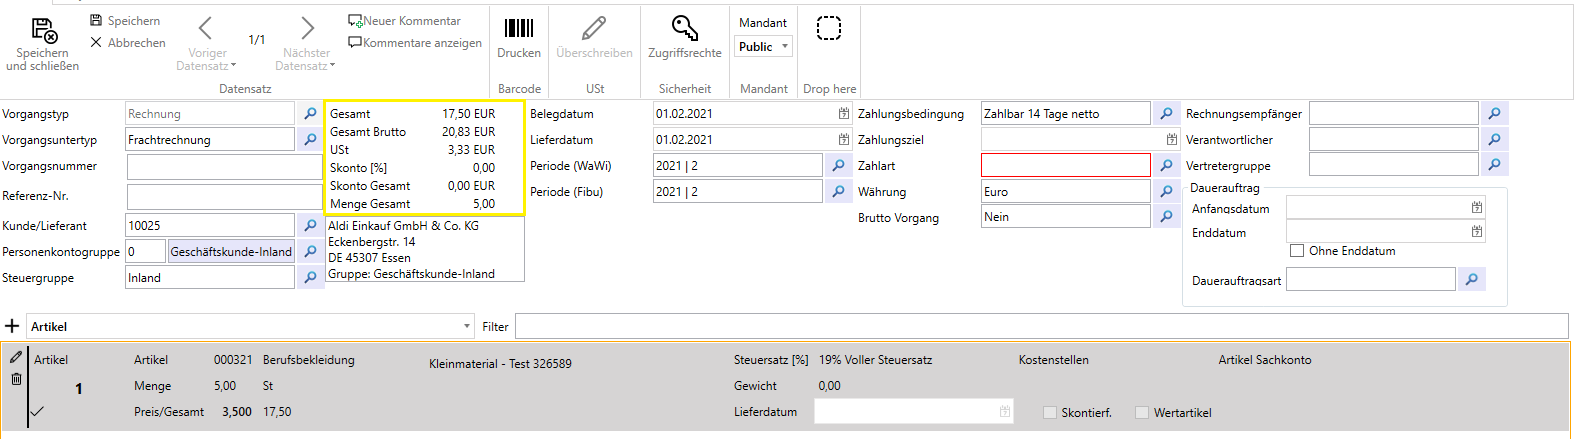 Speichern
und schließen
Speichern
Abbrechen
Voriger
Datensatz
1/1
Nächster
Datensatz
Neuer Kommentar
Kommentare anzeigen
Datensatz
Drucken
Barcode
Überschreiben
USt
Zugriffsrechte
Sicherheit
Mandant
Public
Mandant
Drop here
Vorgangstyp Rechnung
Vorgangsuntertyp Frachtrechnung
Vorgangsnummer
Referenz-Nr.
Kunde/Lieferant 10025
Personenkontogruppe 0 Geschäftskunde-Inland
Steuergruppe Inland
Gesamt 17,50 EUR
Gesamt Brutto 20,83 EUR
USt 3,33 EUR
Skonto [%] 0,00
Skonto Gesamt 0,00 EUR
Menge Gesamt 5,00
Aldi Einkauf GmbH & Co. KG
Eckenbergstr. 14
DE 45307 Essen
Gruppe: Geschäftskunde-Inland
Belegdatum 01.02.2021
Lieferdatum 01.02.2021
Periode (WaWi) 2021 | 2
Periode (Fibu) 2021 | 2
Zahlungsbedingung Zahlbar 14 Tage netto
Zahlungsziel
Zahlart
Währung Euro
Brutto Vorgang Nein
Rechnungsempfänger
Verantwortlicher
Vertretergruppe
Dauerauftrag
Anfangsdatum
Enddatum
Ohne Enddatum
Dauerauftragsart
Artikel Filter
Artikel Artikel 000321 Berufsbekleidung Kleinmaterial - Test 326589 Steuersatz [%] 19% Voller Steuersatz Kostenstellen Artikel Sachkonto
1 Menge 5,00 St Gewicht 0,00
Preis/Gesamt 3,500 17,50 Lieferdatum Skontierf. Wertartikel